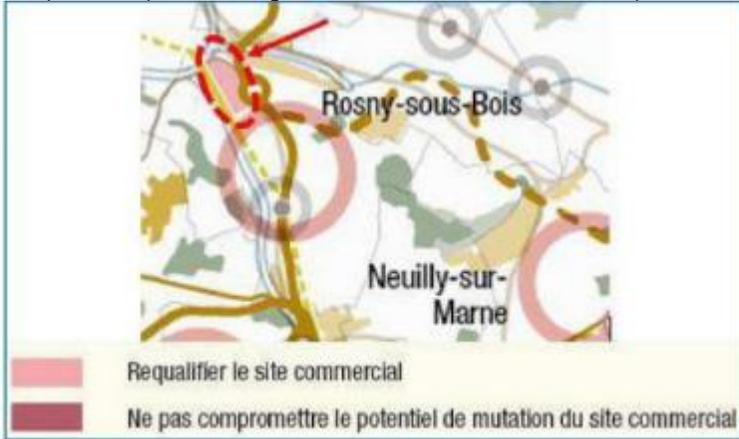 Rosny-sous-Bois
Neuilly-sur-
Marne
Requalifier le site commercial
Ne pas compromettre le potentiel de mutation du site commercial